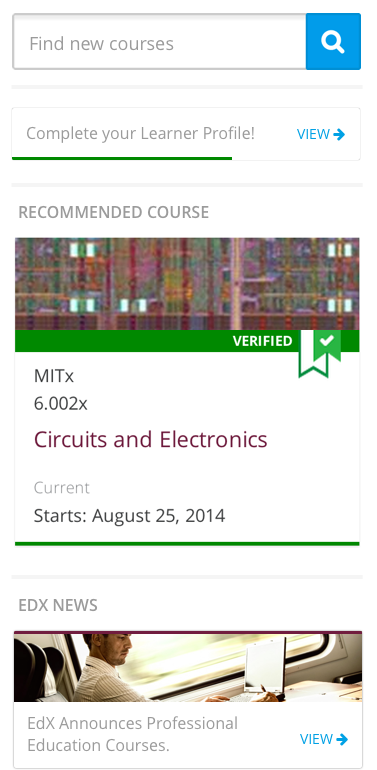 Find new courses
Complete your Learner Profile!
VIEW
RECOMMENDED COURSE
VERIFIED
MITx
6.002x
Circuits and Electronics
Current
Starts: August 25, 2014
EDX NEWS
EdX Announces Professional
Education Courses.
VIEW